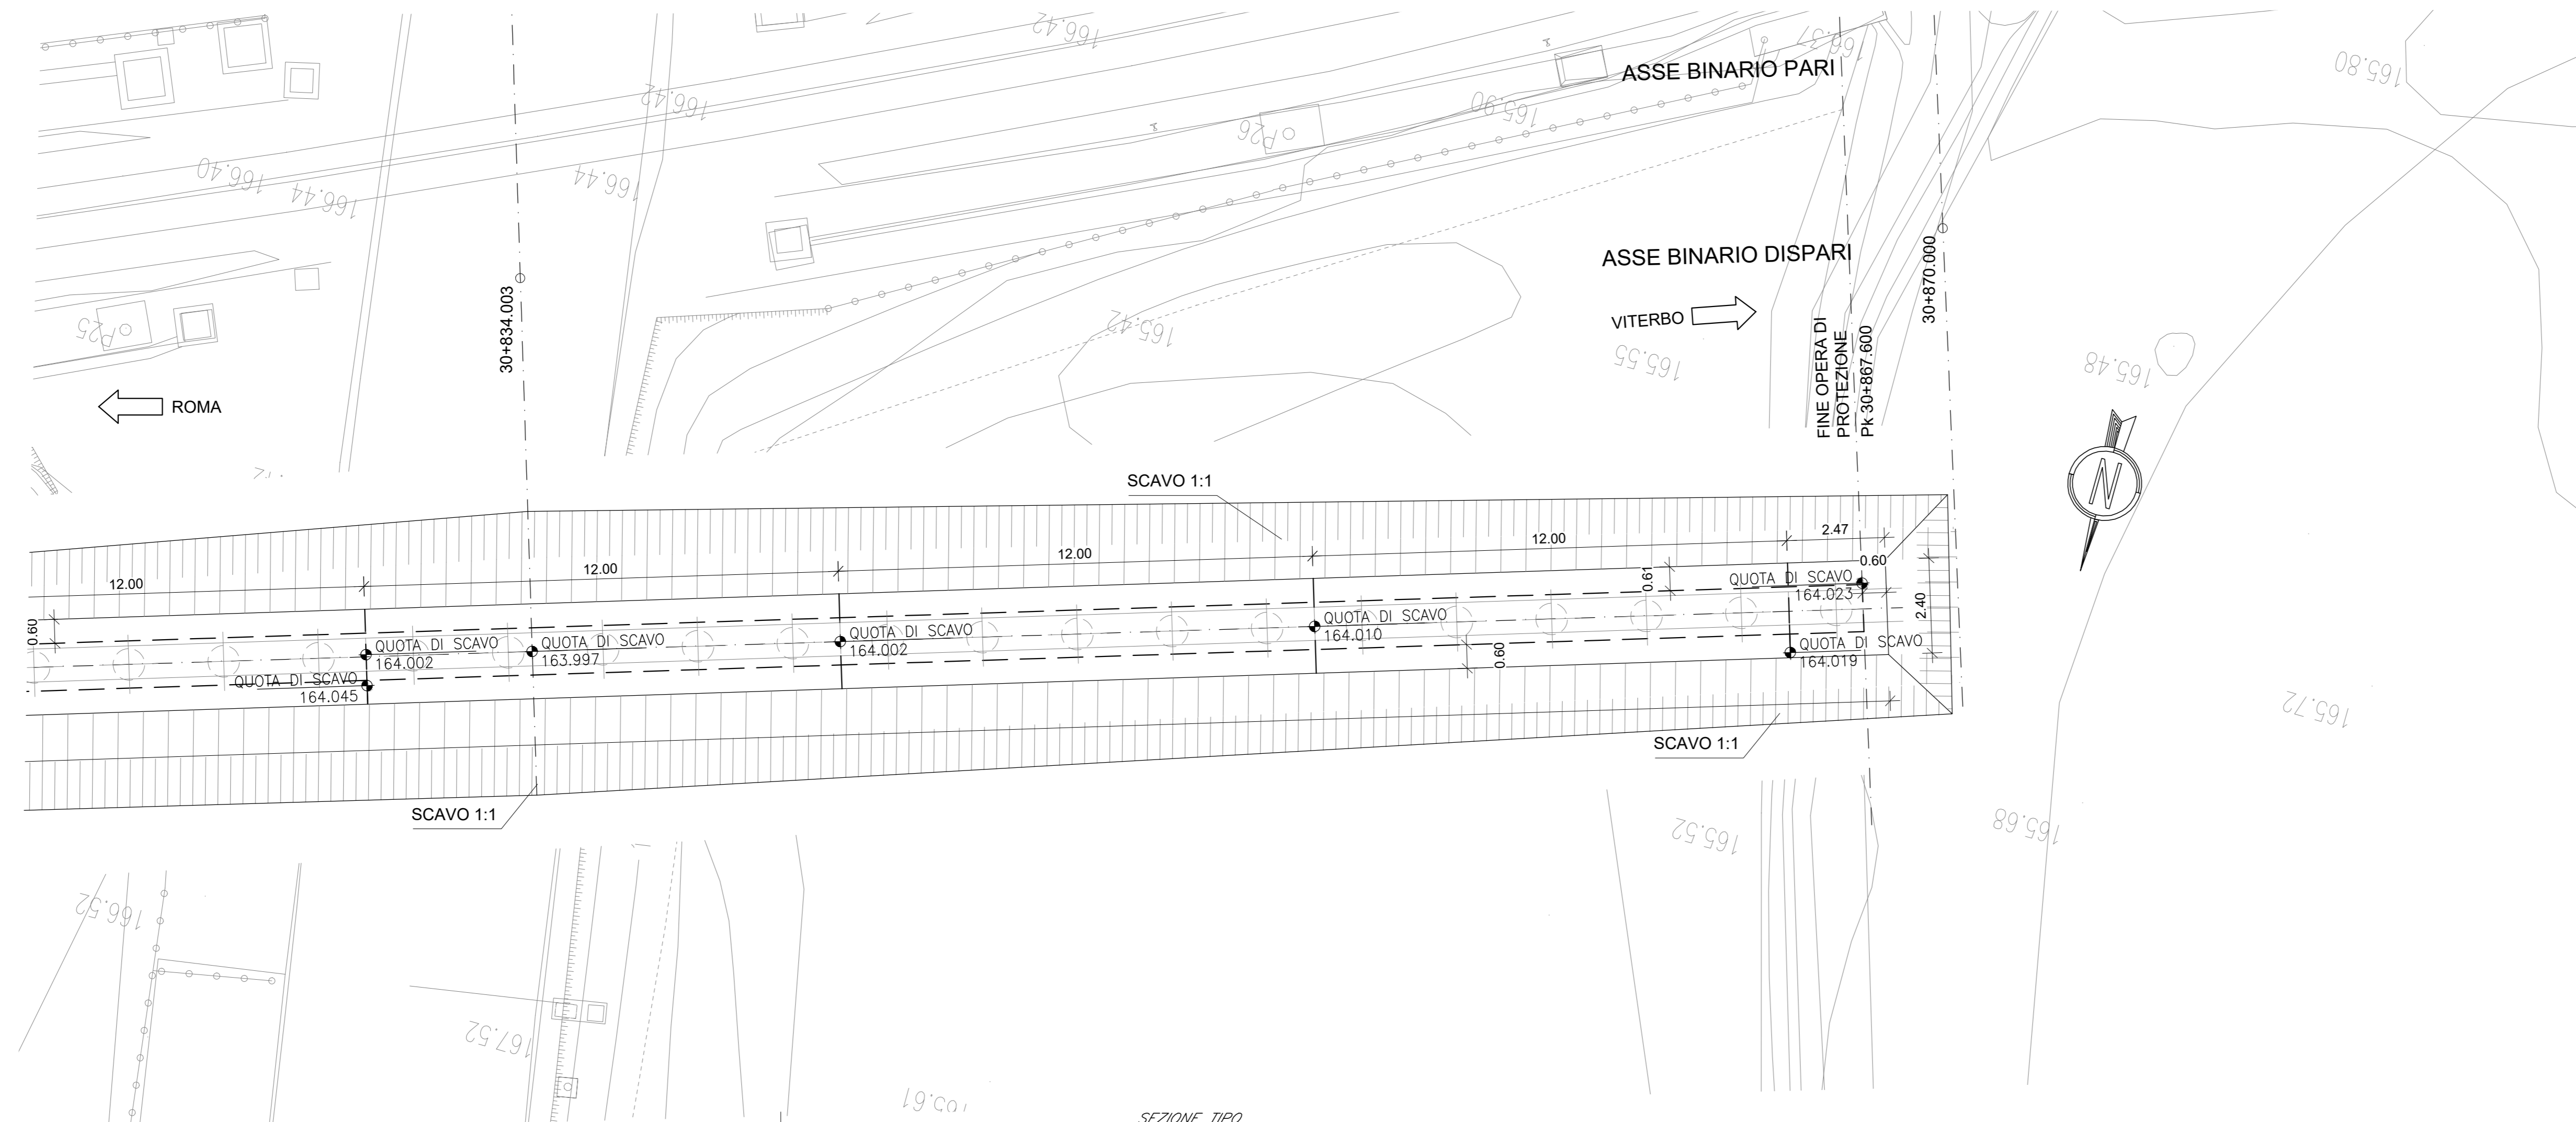 166.42
166.37
165.80
ASSE BINARIO PARI
166.42
165.90
P26
166.40
166.44
166.44
ASSE BINARIO DISPARI
30+870.000
30+834.003
VITERBO
P25
165.42
165.55
FINE OPERA DI
PROTEZIONE
Pk 30+867.600
165.48
ROMA
N
SCAVO 1:1
2.47
12.00
12.00
12.00
12.00
0.60
0.61
QUOTA DI SCAVO
164.023
2.40
0.60
QUOTA DI SCAVO
164.002
QUOTA DI SCAVO
163.997
QUOTA DI SCAVO
164.002
QUOTA DI SCAVO
164.010
0.60
QUOTA DI SCAVO
164.019
QUOTA DI SCAVO
164.045
165.72
SCAVO 1:1
SCAVO 1:1
165.52
165.68
166.52
167.52
SEZIONE TIPO